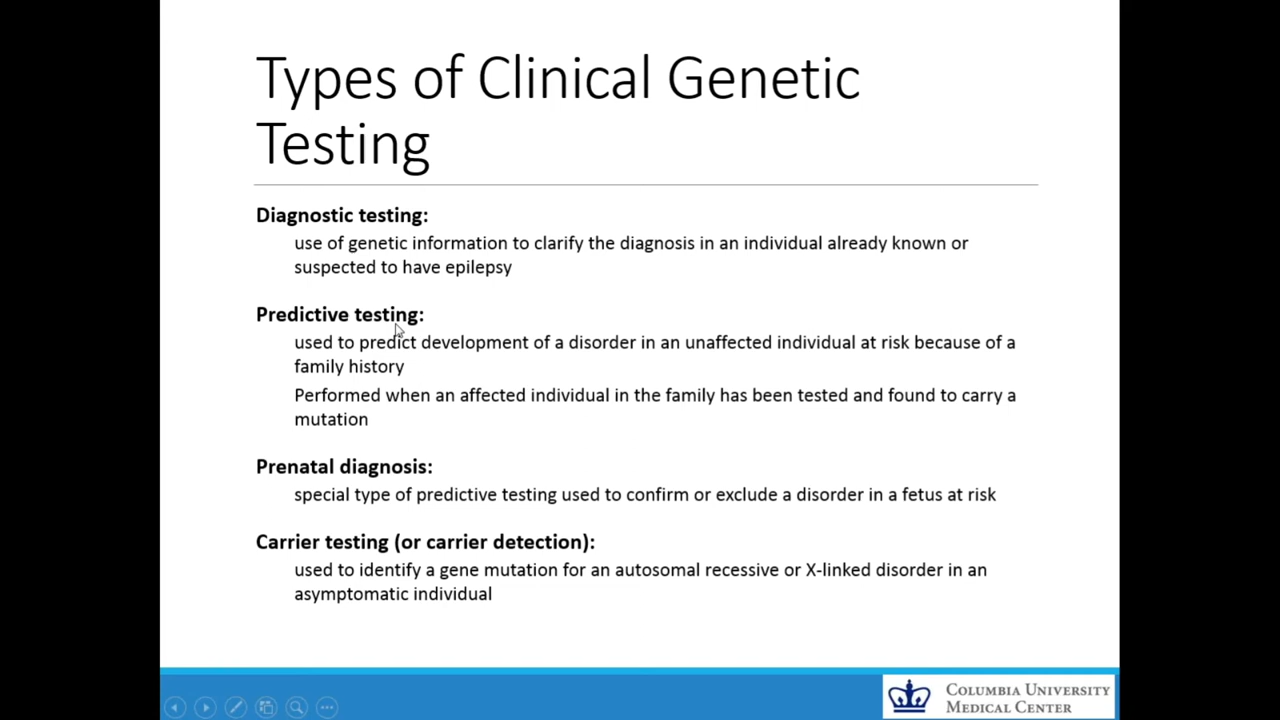 Types of Clinical Genetic
Testing
Diagnostic testing:
use of genetic information to clarify the diagnosis in an individual already known or
suspected to have epilepsy
Predictive testing:
used to predict development of a disorder in an unaffected individual at risk because of a
family history
Performed when an affected individual in the family has been tested and found to carry a
mutation
Prenatal diagnosis:
special type of predictive testing used to confirm or exclude a disorder in a fetus at risk
Carrier testing (or carrier detection):
used to identify a gene mutation for an autosomal recessive or X-linked disorder in an
asymptomatic individual
COLUMBIA UNIVERSITY
MEDICAL CENTER